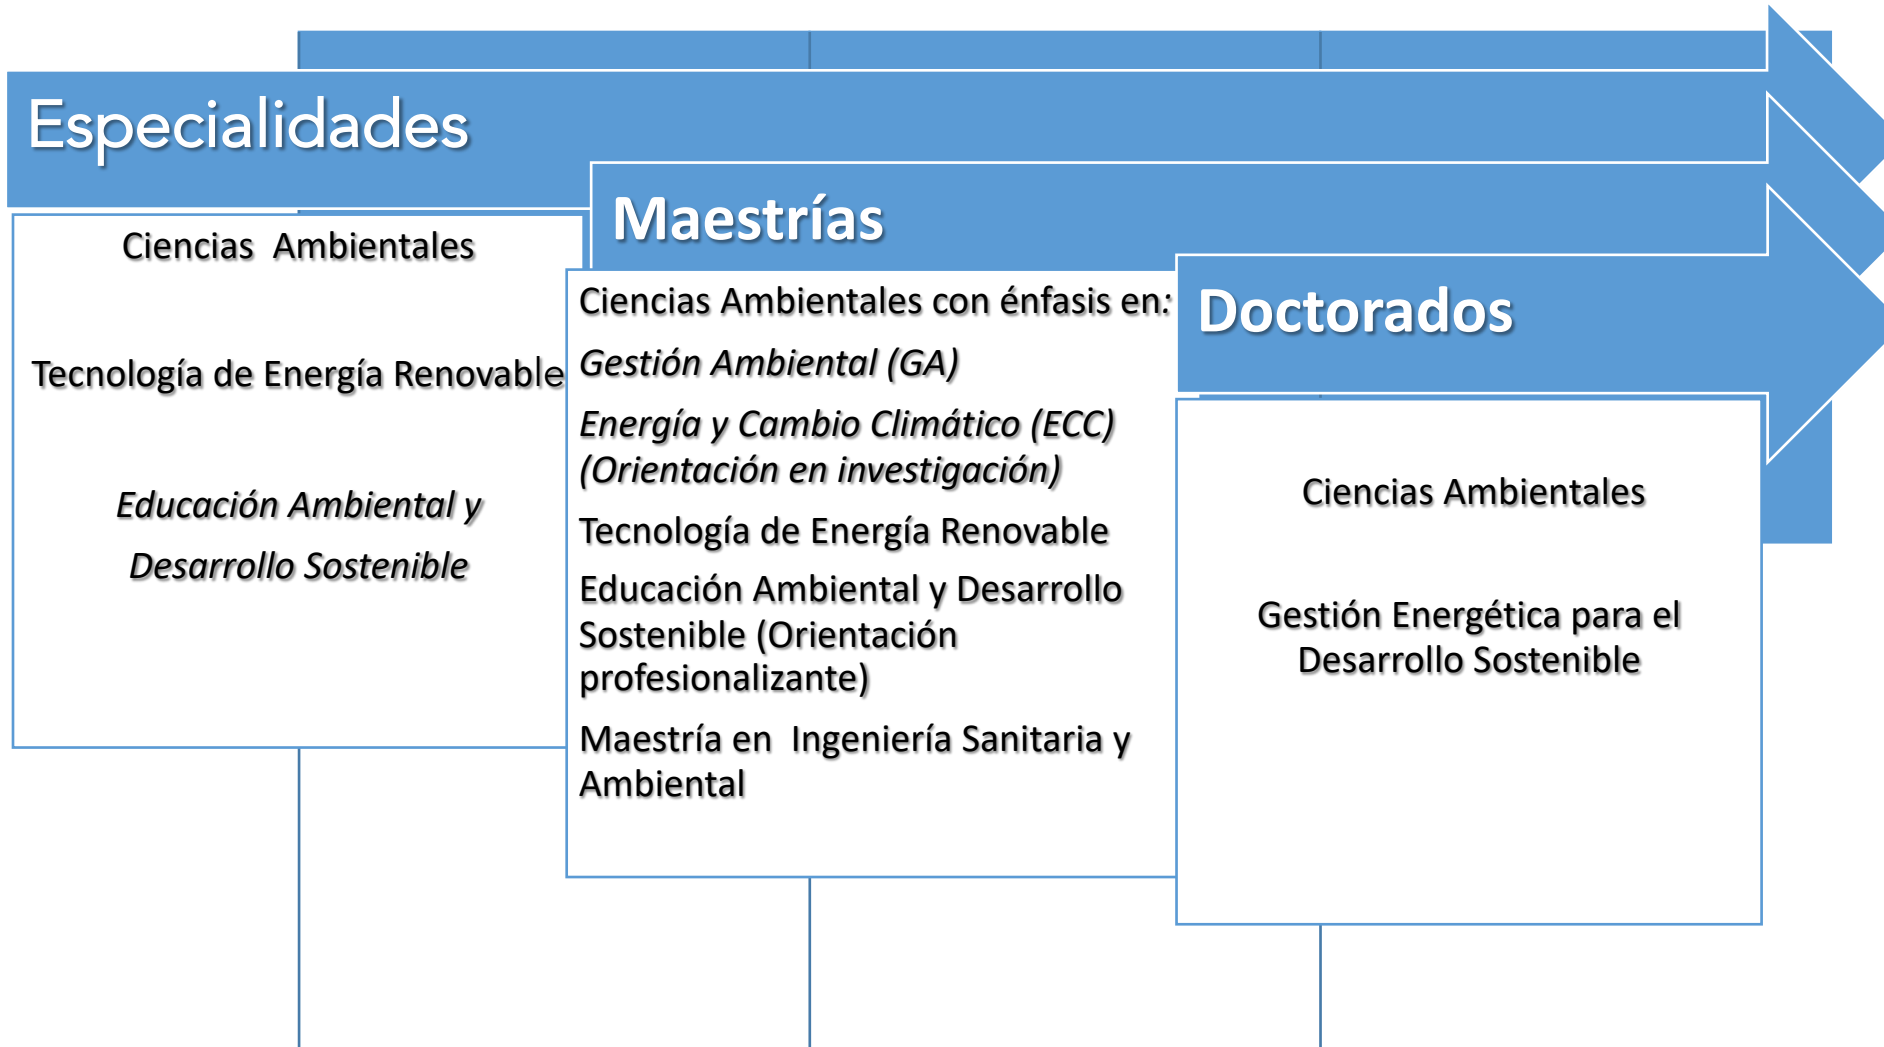 Especialidades
Ciencias  Ambientales
Tecnología de Energía Renovable
Educación Ambiental y
Desarrollo Sostenible
Maestrías
Ciencias Ambientales con énfasis en:
Gestión Ambiental (GA)
Energía y Cambio Climático (ECC)
(Orientación en investigación)
Tecnología de Energía Renovable
Educación Ambiental y Desarrollo
Sostenible (Orientación
profesionalizante)
Maestría en  Ingeniería Sanitaria y
Ambiental
Doctorados
Ciencias Ambientales
Gestión Energética para el
Desarrollo Sostenible